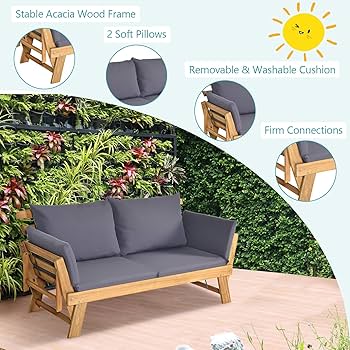 Stable Acacia Wood Frame
2 Soft Pillows
Removable & Washable Cushion
Firm Connections